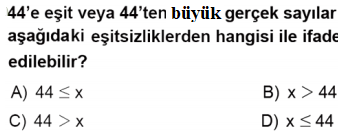 44'e eşit veya 44'ten büyük gerçek sayılar
aşağıdaki eşitsizliklerden hangisi ile ifade
edilebilir?
A) 44 ≤ x B) x > 44
C) 44 > x D) x ≤ 44